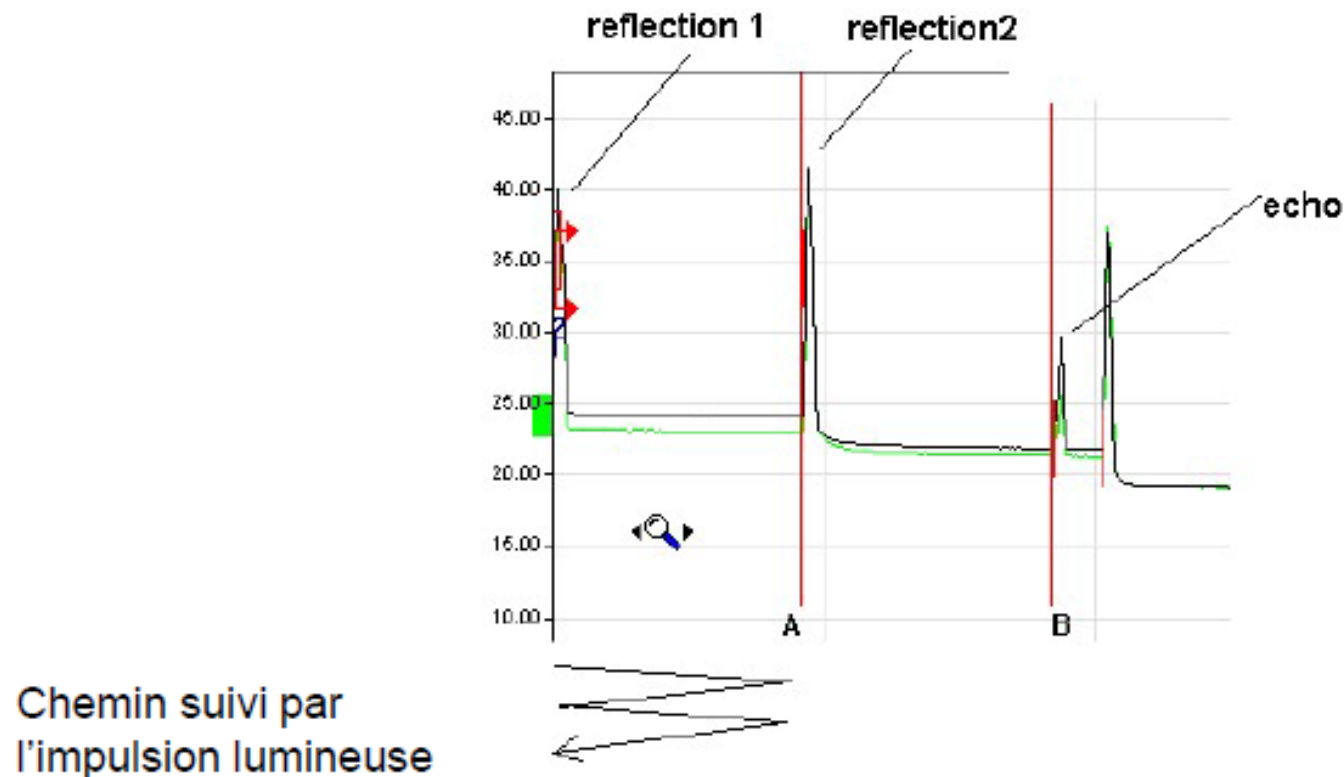 reflection 1
reflection2
echo
45.00
40.00
35.00
30.00
25.00
20.00
15.00
10.00
A
B
Chemin suivi par
l'impulsion lumineuse